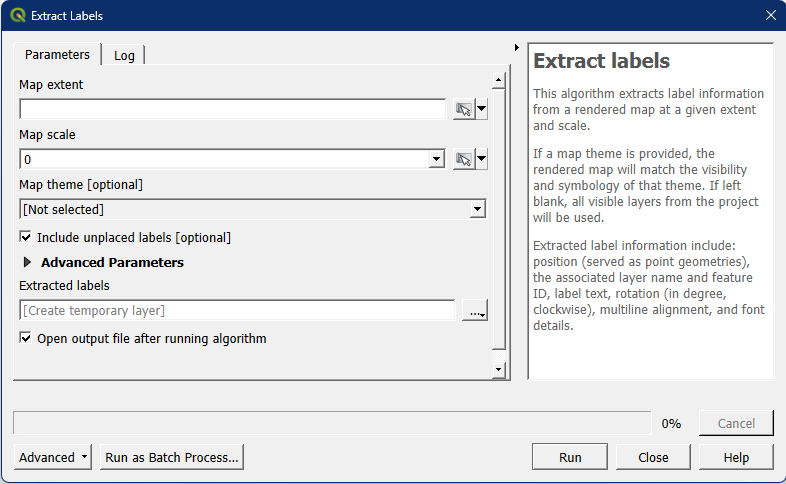 Extract Labels
Parameters
Log
Map extent
Map scale
0
Map theme [optional]
[Not selected]
Include unplaced labels [optional]
Advanced Parameters
Extracted labels
[Create temporary layer]
...
Open output file after running algorithm
Extract labels
This algorithm extracts label information
from a rendered map at a given extent
and scale.
If a map theme is provided, the
rendered map will match the visibility
and symbology of that theme. If left
blank, all visible layers from the project
will be used.
Extracted label information include:
position (served as point geometries),
the associated layer name and feature
ID, label text, rotation (in degree,
clockwise), multiline alignment, and font
details.
0%
Cancel
Advanced
Run as Batch Process...
Run
Close
Help